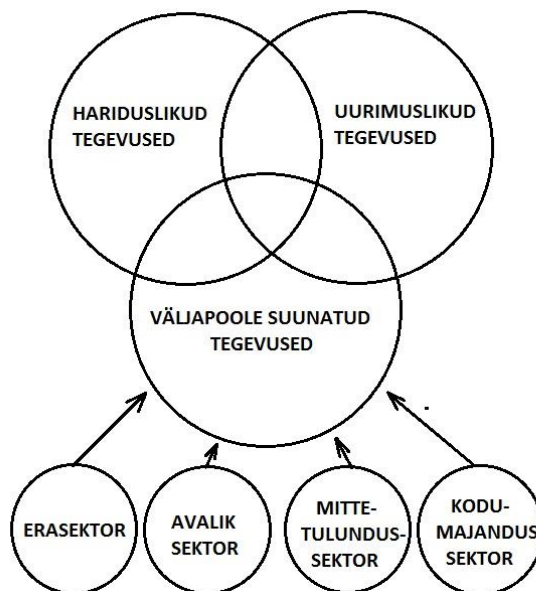 HARIDUSLIKUD
TEGEVUSED
UURIMUSLIKUD
TEGEVUSED
VÄLJAPOOLE SUUNATUD
TEGEVUSED
ERASEKTOR
AVALIK
SEKTOR
MITTE-
TULUNDUS-
SEKTOR
KODU-
MAJANDUS
SEKTOR